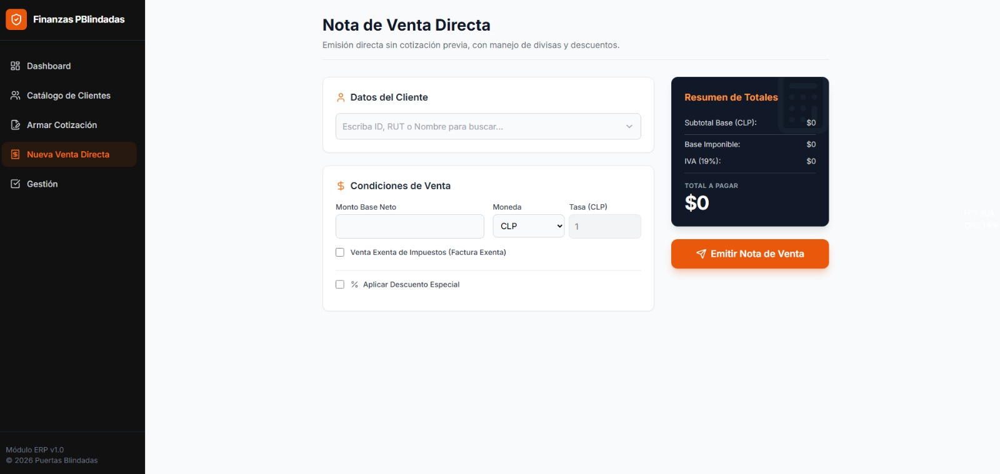 Finanzas PBlindadas
Dashboard
Catálogo de Clientes
Armar Cotización
Nueva Venta Directa
Gestión
Módulo ERP v1.0
© 2026 Puertas Blindadas
Nota de Venta Directa
Emisión directa sin cotización previa, con manejo de divisas y descuentos.
Datos del Cliente
Escriba ID, RUT o Nombre para buscar...
Condiciones de Venta
Monto Base Neto Moneda Tasa (CLP)
CLP 1
Venta Exenta de Impuestos (Factura Exenta)
% Aplicar Descuento Especial
Resumen de Totales
Subtotal Base (CLP): $0
Base Imponible: $0
IVA (19%): $0
TOTAL A PAGAR
$0
Emitir Nota de Venta